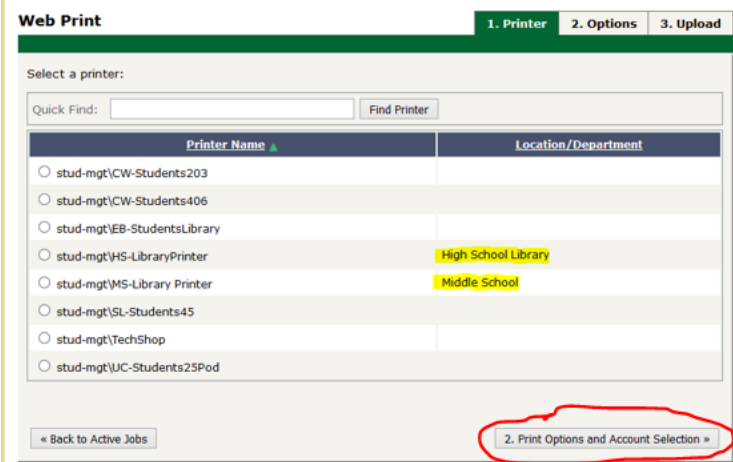 Web Print
1. Printer 2. Options 3. Upload
Select a printer:
Quick Find: Find Printer
Printer Name ▲ Location/Department
stud-mgt\CW-Students203
stud-mgt\CW-Students406
stud-mgt\EB-StudentsLibrary
stud-mgt\HS-LibraryPrinter High School Library
stud-mgt\MS-Library Printer Middle School
stud-mgt\SL-Students45
stud-mgt\TechShop
stud-mgt\UC-Students25Pod
« Back to Active Jobs 2. Print Options and Account Selection »